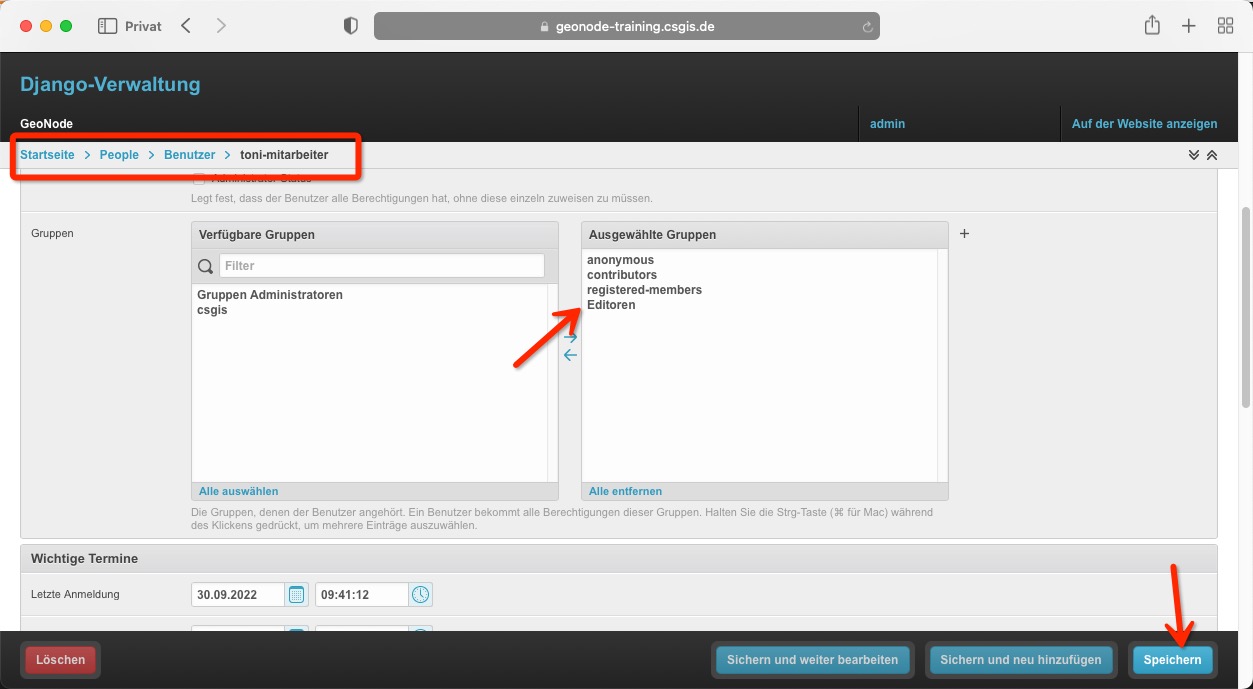 Privat
geonode-training.csgis.de
Django-Verwaltung
GeoNode
admin
Auf der Website anzeigen
Startseite > People > Benutzer > toni-mitarbeiter
Administrator-Status
Legt fest, dass der Benutzer alle Berechtigungen hat, ohne diese einzeln zuweisen zu müssen.
Gruppen
Verfügbare Gruppen
Filter
Gruppen Administratoren
csgis
Alle auswählen
Ausgewählte Gruppen
+
anonymous
contributors
registered-members
Editoren
Alle entfernen
Die Gruppen, denen der Benutzer angehört. Ein Benutzer bekommt alle Berechtigungen dieser Gruppen. Halten Sie die Strg-Taste (⌘ für Mac) während
des Klickens gedrückt, um mehrere Einträge auszuwählen.
Wichtige Termine
Letzte Anmeldung
30.09.2022
09:41:12
Löschen
Sichern und weiter bearbeiten
Sichern und neu hinzufügen
Speichern